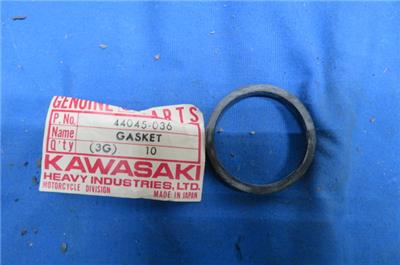 GENUINE PARTS
P. No. 44045-036
Name GASKET
Q'ty (3G) 10
KAWASAKI
HEAVY INDUSTRIES, LTD.
MOTORCYCLE DIVISION MADE IN JAPAN